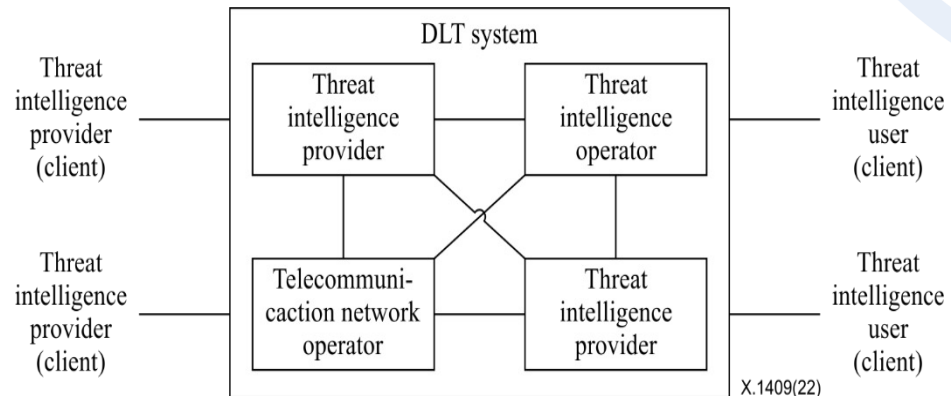 DLT system
Threat
intelligence
provider
(client)
Threat
intelligence
provider
Threat
intelligence
operator
Threat
intelligence
user
(client)
Threat
intelligence
provider
(client)
Telecommuni-
caction network
operator
Threat
intelligence
provider
Threat
intelligence
user
(client)
X.1409(22)